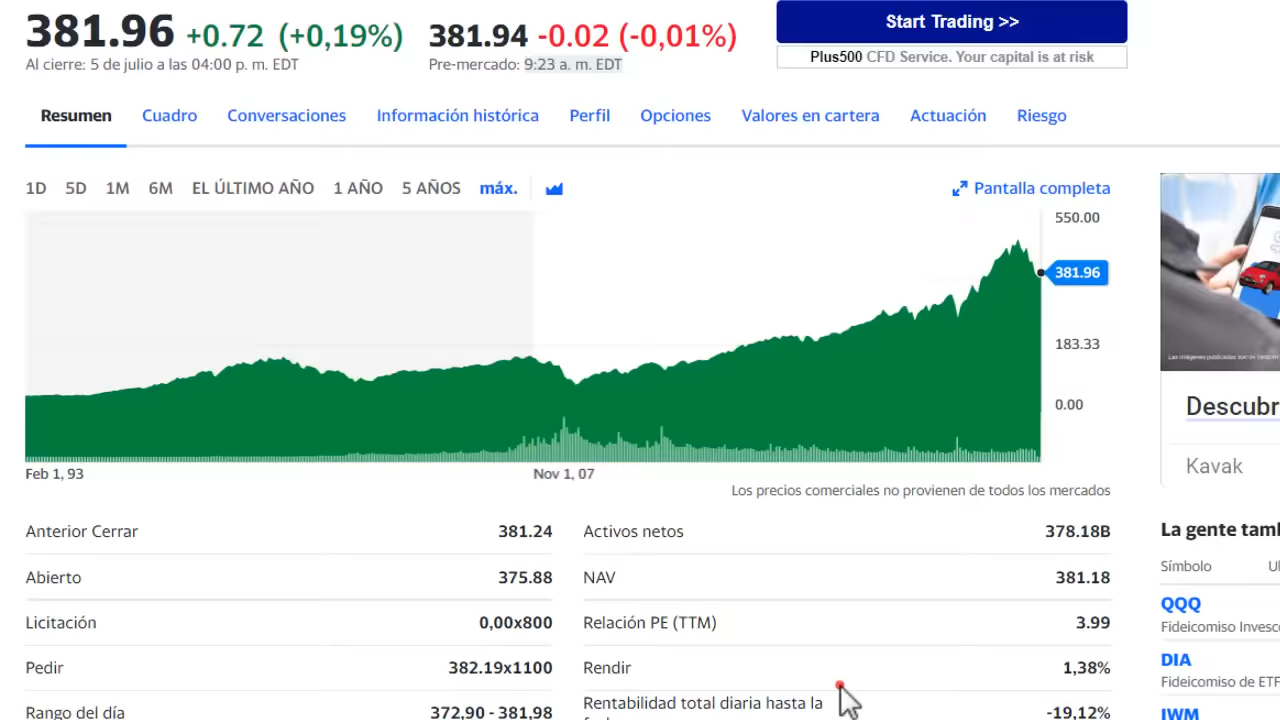 381.96 +0.72 (+0,19%) 381.94 -0.02 (-0,01%)
Al cierre: 5 de julio a las 04:00 p. m. EDT
Pre-mercado: 9:23 a. m. EDT
Start Trading >>
Plus500 CFD Service. Your capital is at risk
Resumen Cuadro Conversaciones Información histórica Perfil Opciones Valores en cartera Actuación Riesgo
1D 5D 1M 6M EL ÚLTIMO AÑO 1 AÑO 5 AÑOS máx.
Pantalla completa
550.00
381.96
183.33
0.00
Feb 1, 93
Nov 1, 07
Los precios comerciales no provienen de todos los mercados
Anterior Cerrar 381.24
Abierto 375.88
Licitación 0,00x800
Pedir 382.19x1100
Rango del día 372,90 - 381,98
Activos netos 378.18B
NAV 381.18
Relación PE (TTM) 3.99
Rendir 1,38%
Rentabilidad total diaria hasta la
-19,12%
Descubr
Kavak
La gente tamb
Símbolo Ul
QQQ
Fideicomiso Invesco
DIA
Fideicomiso de ETF
IWM